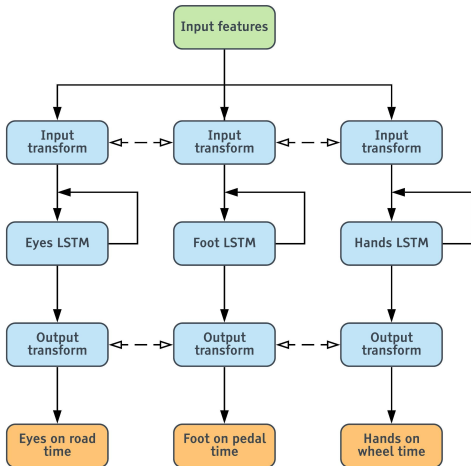 Input features
Input
transform
Input
transform
Input
transform
Eyes LSTM
Foot LSTM
Hands LSTM
Output
transform
Output
transform
Output
transform
Eyes on road
time
Foot on pedal
time
Hands on
wheel time